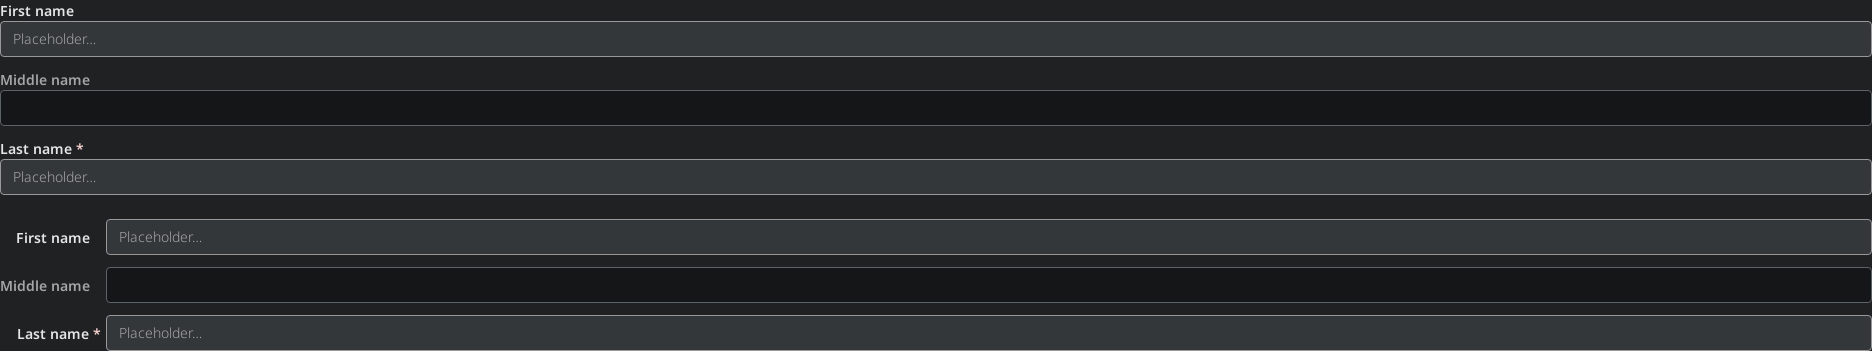 First name
Placeholder...
Middle name
Last name *
Placeholder...
First name Placeholder...
Middle name
Last name * Placeholder...